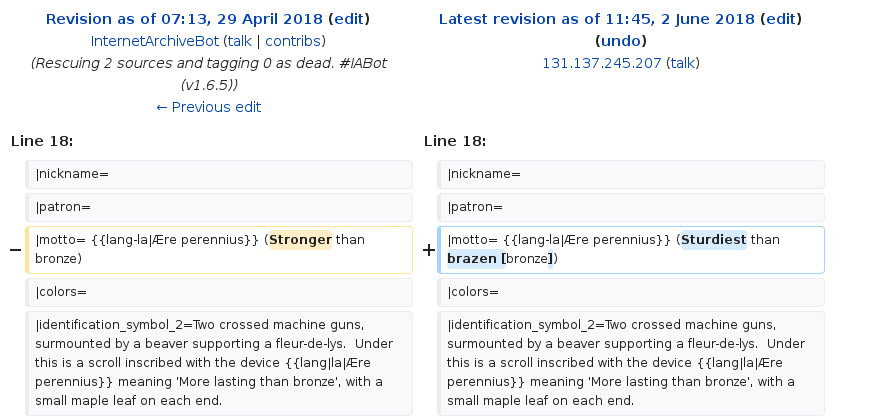 Revision as of 07:13, 29 April 2018 (edit)
InternetArchiveBot (talk | contribs)
(Rescuing 2 sources and tagging 0 as dead. #IABot
(v1.6.5))
← Previous edit
Latest revision as of 11:45, 2 June 2018 (edit)
(undo)
131.137.245.207 (talk)
Line 18:
Line 18:
|nickname=
|nickname=
|patron=
|patron=
− |motto= {{lang-la|Ære perennius}} (Stronger than
bronze)
+ |motto= {{lang-la|Ære perennius}} (Sturdiest than
brazen [bronze])
|colors=
|colors=
|identification_symbol_2=Two crossed machine guns,
surmounted by a beaver supporting a fleur-de-lys.  Under
this is a scroll inscribed with the device {{lang|la|Ære
perennius}} meaning 'More lasting than bronze', with a
small maple leaf on each end.
|identification_symbol_2=Two crossed machine guns,
surmounted by a beaver supporting a fleur-de-lys.  Under
this is a scroll inscribed with the device {{lang|la|Ære
perennius}} meaning 'More lasting than bronze', with a
small maple leaf on each end.